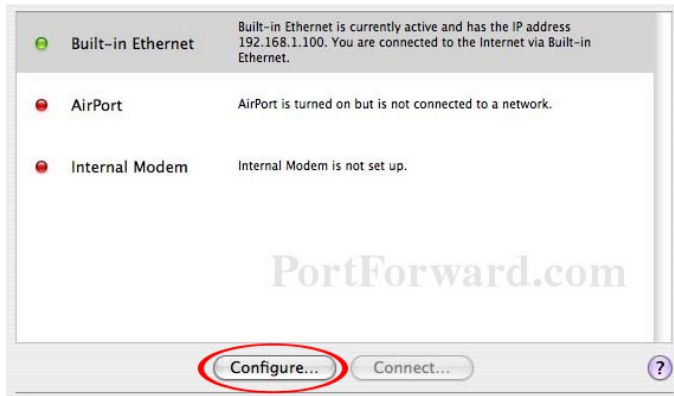 Built-in Ethernet
Built-in Ethernet is currently active and has the IP address
192.168.1.100. You are connected to the Internet via Built-in
Ethernet.
AirPort
AirPort is turned on but is not connected to a network.
Internal Modem
Internal Modem is not set up.
PortForward.com
Configure...
Connect...
?